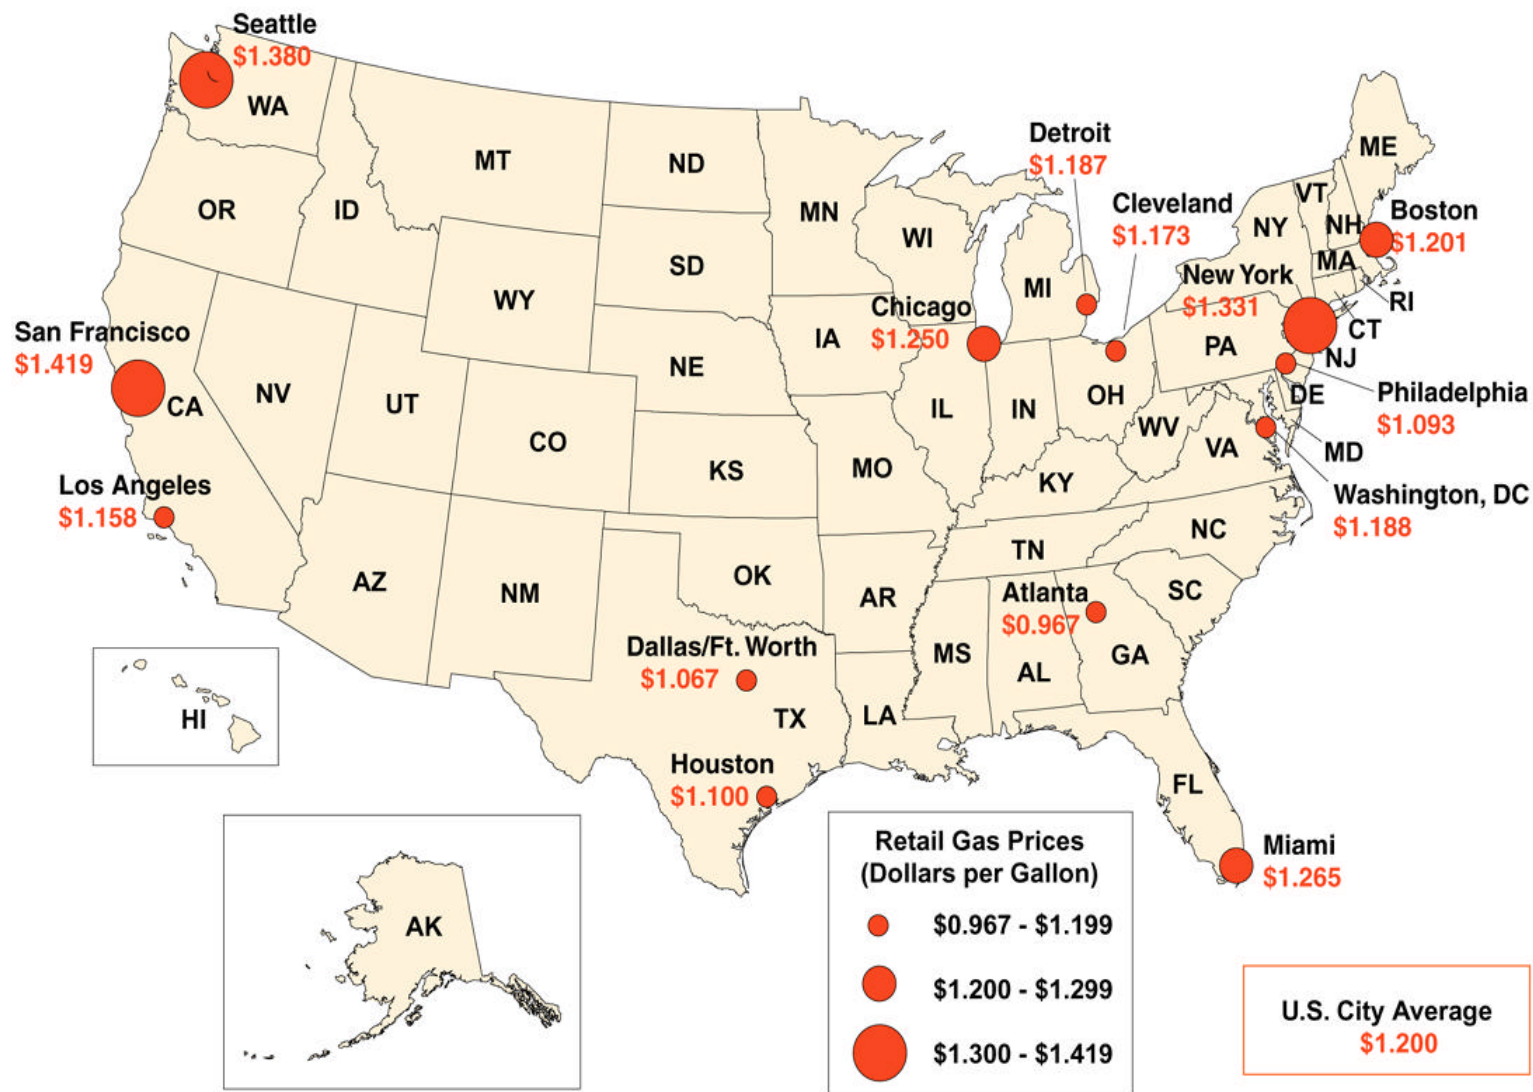 Seattle
$1.380
WA
MT
ND
MN
OR
ID
WI
SD
WY
Detroit
$1.187
Cleveland
$1.173
ME
VT
NH
NY
Boston
$1.201
MA
RI
CT
New York
$1.331
MI
Chicago
$1.250
San Francisco
$1.419
CA
NV
UT
NE
IA
PA
NJ
Philadelphia
$1.093
DE
CO
IL
IN
OH
WV
VA
MD
Washington, DC
$1.188
KS
MO
KY
Los Angeles
$1.158
AZ
NM
OK
AR
TN
NC
SC
Atlanta
$0.967
GA
MS
AL
Dallas/Ft. Worth
$1.067
TX
LA
HI
Houston
$1.100
FL
Miami
$1.265
AK
Retail Gas Prices
(Dollars per Gallon)
$0.967 - $1.199
$1.200 - $1.299
$1.300 - $1.419
U.S. City Average
$1.200